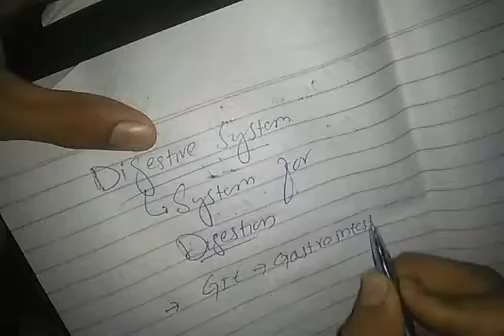 Digestive System
↳ System for
Digestion
→ GIt → Gastrointest